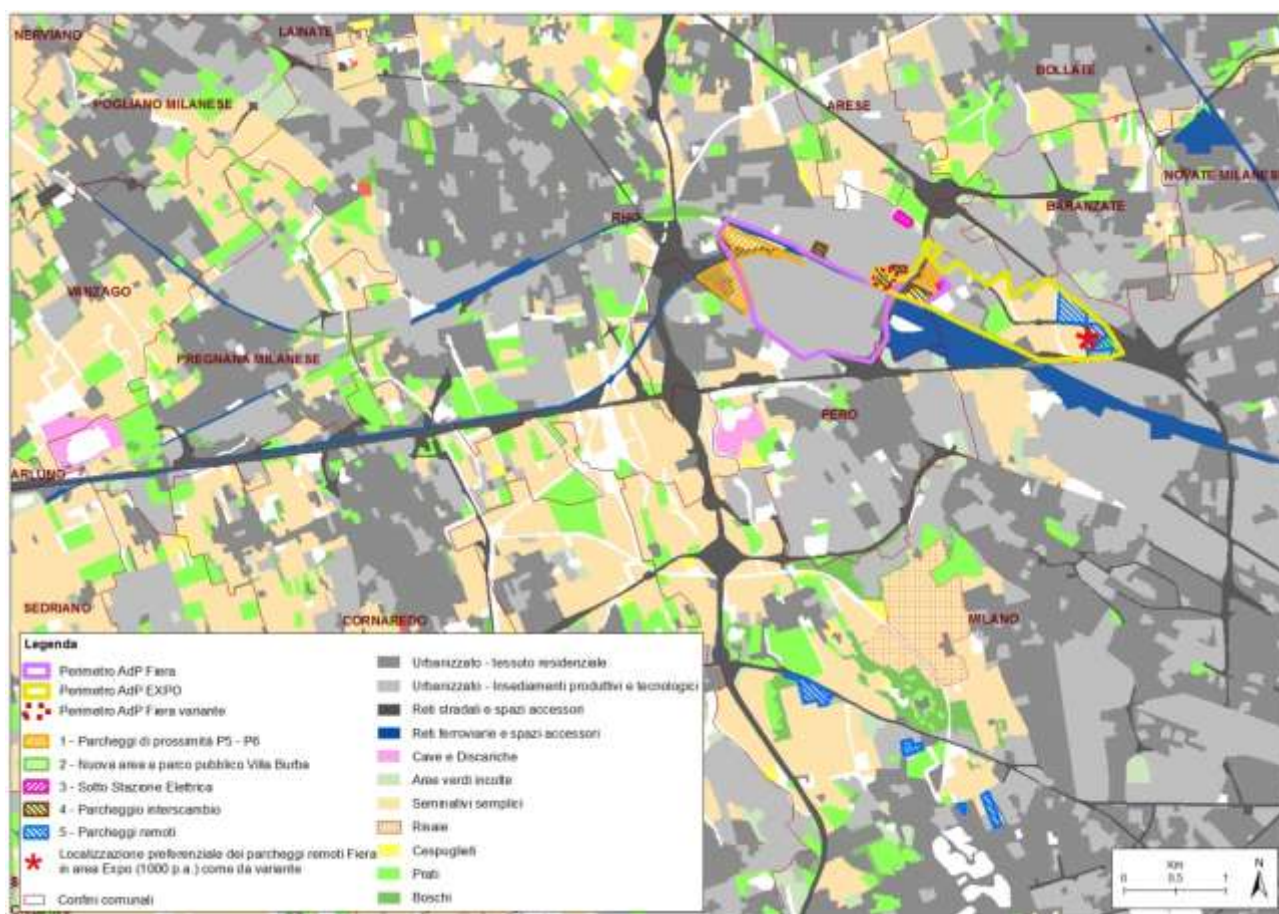 NERVIANO
LAINATE
BOLLATE
POGLIANO MILANESE
ARESE
NOVATE MILANESE
BARANZATE
RHO
VANZAGO
PREGNANA MILANESE
PERO
ARLUNO
SEDRIANO
CORNAREDO
MILANO
Legenda
Perimetro AdP Fiera
Perimetro AdP EXPO
Perimetro AdP Fiera variante
1 - Parcheggi di prossimità P5 - P6
2 - Nuova area a parco pubblico Villa Burba
3 - Sotto Stazione Elettrica
4 - Parcheggio interscambio
5 - Parcheggi remoti
Localizzazione preferenziale dei parcheggi remoti Fiera
in area Expo (1000 p.a.) come da variante
Confini comunali
Urbanizzato - tessuto residenziale
Urbanizzato - Insediamenti produttivi e tecnologici
Reti stradali e spazi accessori
Reti ferroviarie e spazi accessori
Cave e Discariche
Aree verdi incolte
Seminativi semplici
Risaie
Cespuglieti
Prati
Boschi
Km
N
0 0.5 1